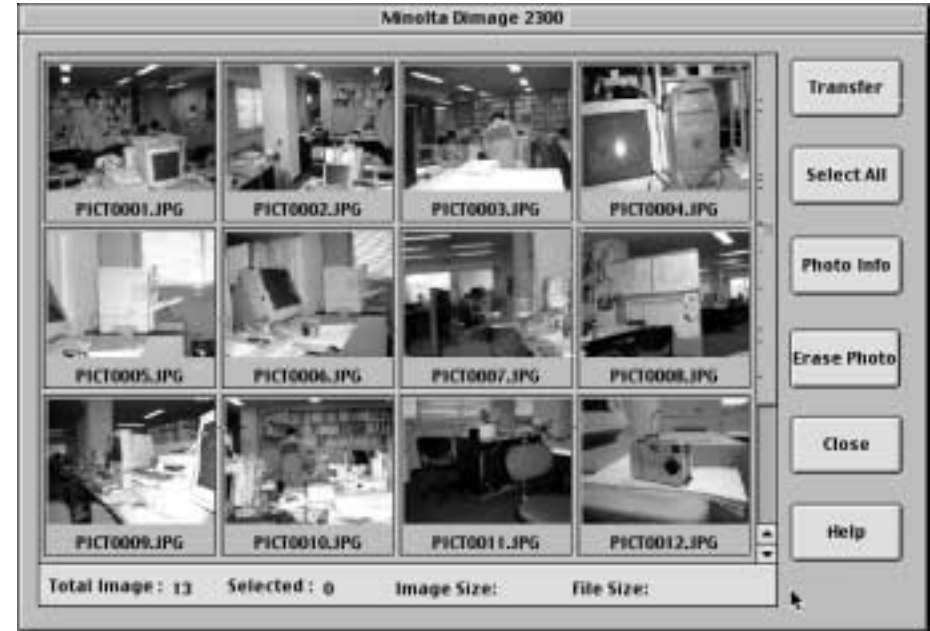 Minolta Dimage 2300
PICT0001.JPG PICT0002.JPG PICT0003.JPG PICT0004.JPG
PICT0005.JPG PICT0006.JPG PICT0007.JPG PICT0008.JPG
PICT0009.JPG PICT0010.JPG PICT0011.JPG PICT0012.JPG
Total Image : 13 Selected : 0 Image Size: File Size:
Transfer
Select All
Photo Info
Erase Photo
Close
Help